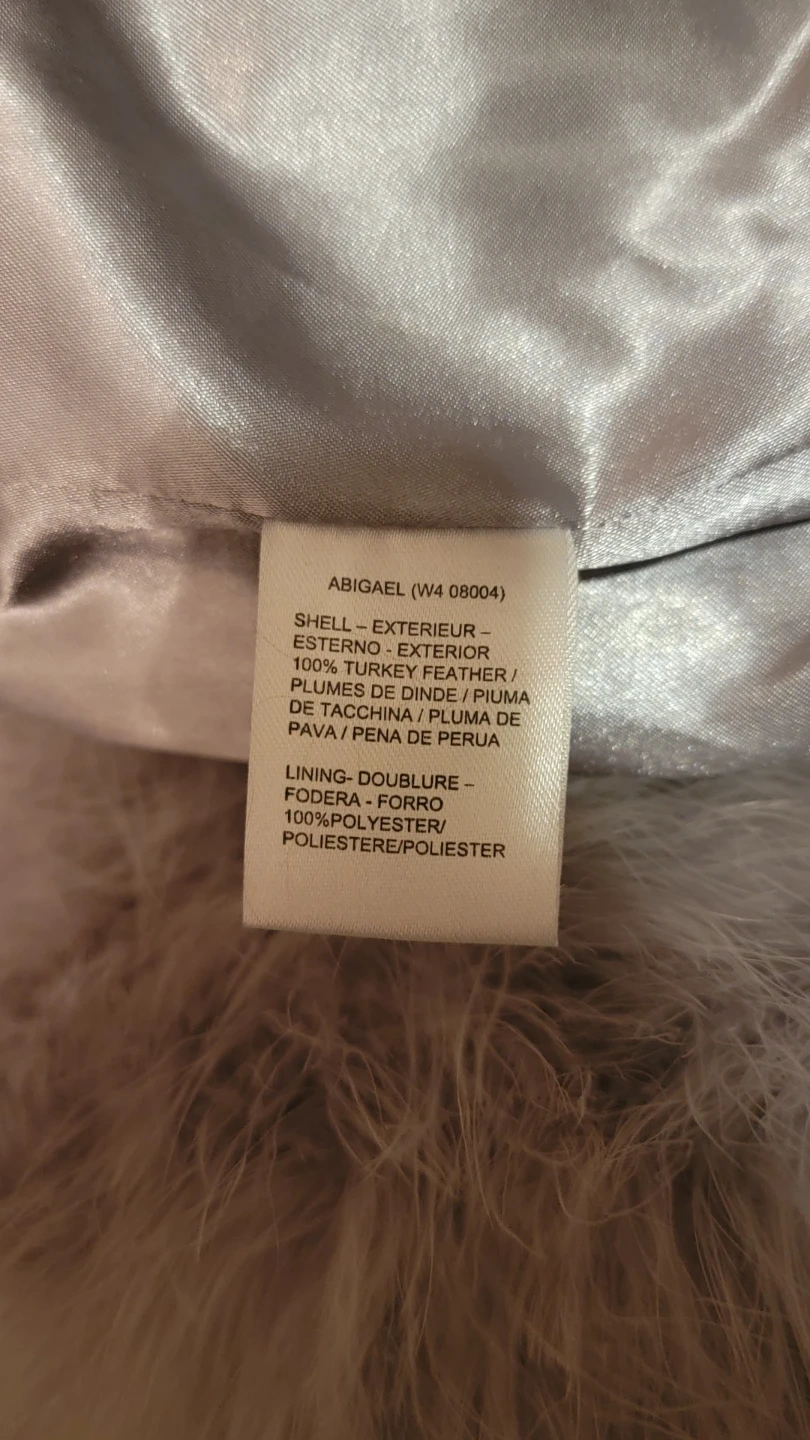 ABIGAEL (W4 08004)
SHELL – EXTERIEUR –
ESTERNO - EXTERIOR
100% TURKEY FEATHER /
PLUMES DE DINDE / PIUMA
DE TACCHINA / PLUMA DE
PAVA / PENA DE PERUA
LINING- DOUBLURE –
FODERA - FORRO
100%POLYESTER/
POLIESTERE/POLIESTER